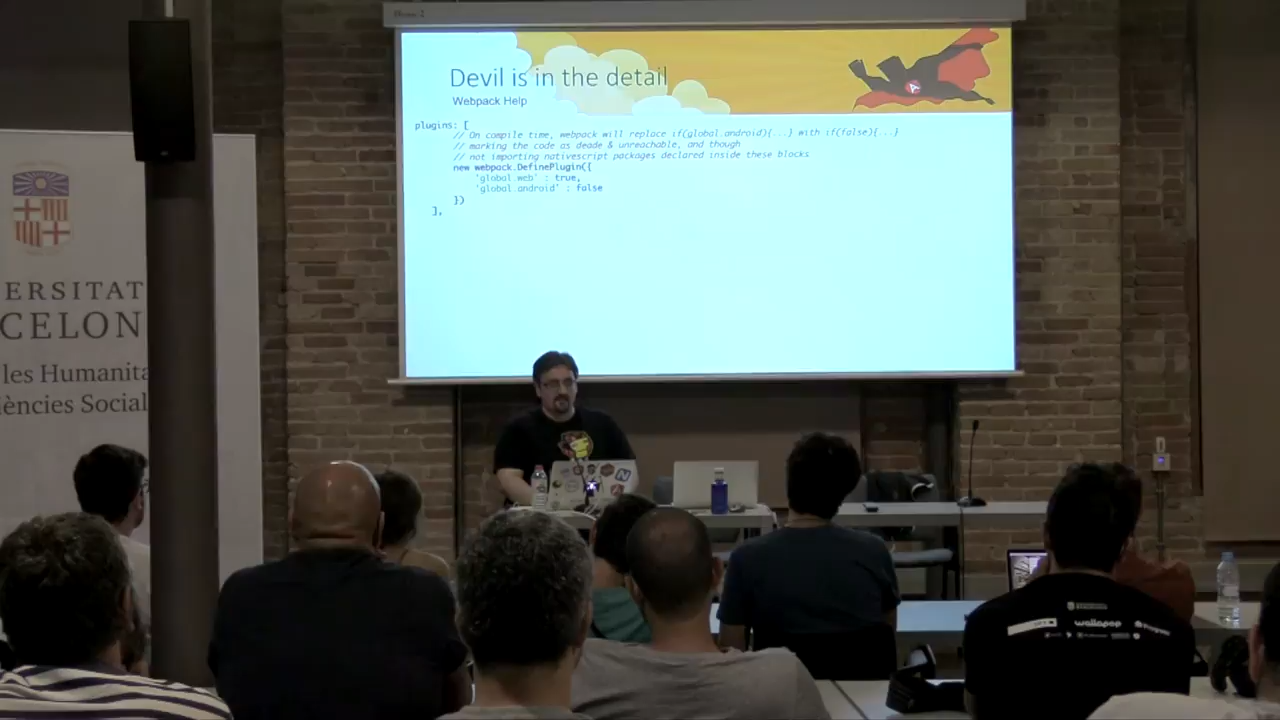 Devil is in the detail
Webpack Help
plugins: [
// On compile time, webpack will replace if(global.android){...} with if(false){...}
// marking the code as deade & unreachable, and though
// not importing nativescript packages declared inside these blocks
new webpack.DefinePlugin({
'global.web' : true,
'global.android' : false
})
],
ERSITAT
CELON
les Humanita
iències Social
wallapop